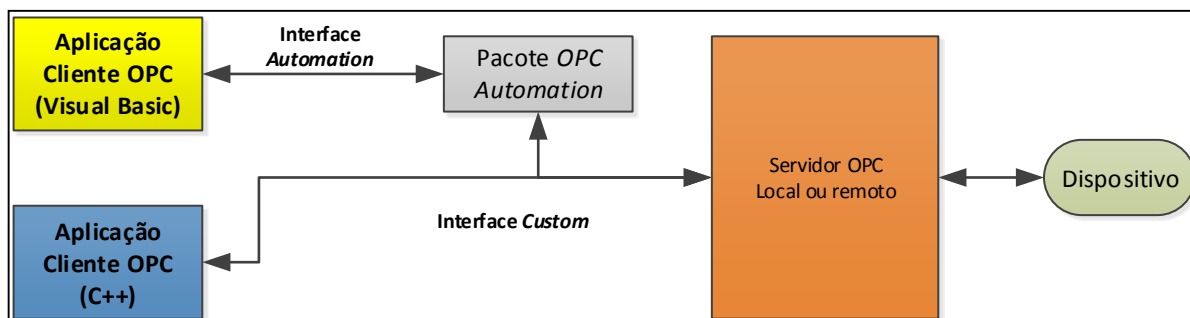 Aplicação
Cliente OPC
(Visual Basic)
Interface
Automation
Pacote OPC
Automation
Servidor OPC
Local ou remoto
Dispositivo
Interface Custom
Aplicação
Cliente OPC
(C++)